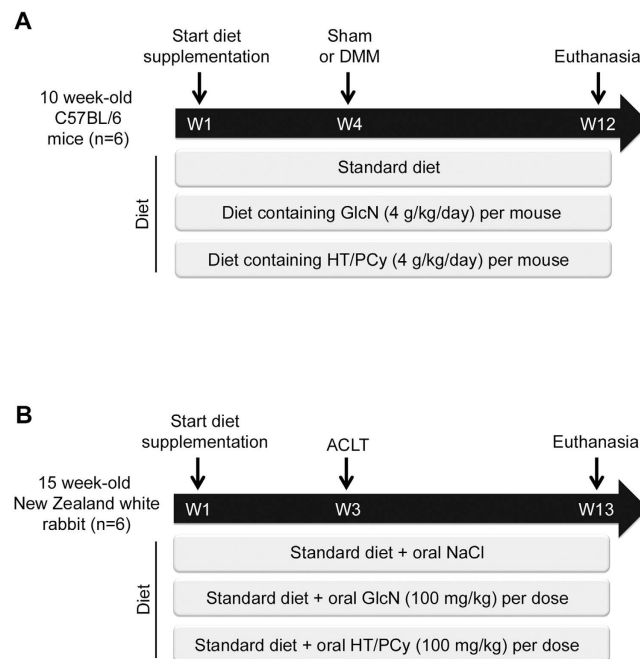 A
Start diet
supplementation
Sham
or DMM
Euthanasia
10 week-old
C57BL/6
mice (n=6)
W1
W4
W12
Diet
Standard diet
Diet containing GlcN (4 g/kg/day) per mouse
Diet containing HT/PCy (4 g/kg/day) per mouse
B
Start diet
supplementation
ACLT
Euthanasia
15 week-old
New Zealand white
rabbit (n=6)
W1
W3
W13
Diet
Standard diet + oral NaCl
Standard diet + oral GlcN (100 mg/kg) per dose
Standard diet + oral HT/PCy (100 mg/kg) per dose